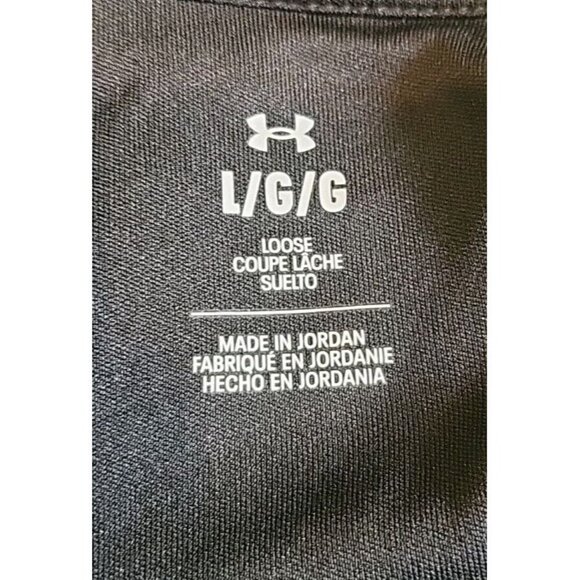 L/G/G
LOOSE
COUPE LÂCHE
SUELTO
MADE IN JORDAN
FABRIQUÉ EN JORDANIE
HECHO EN JORDANIA